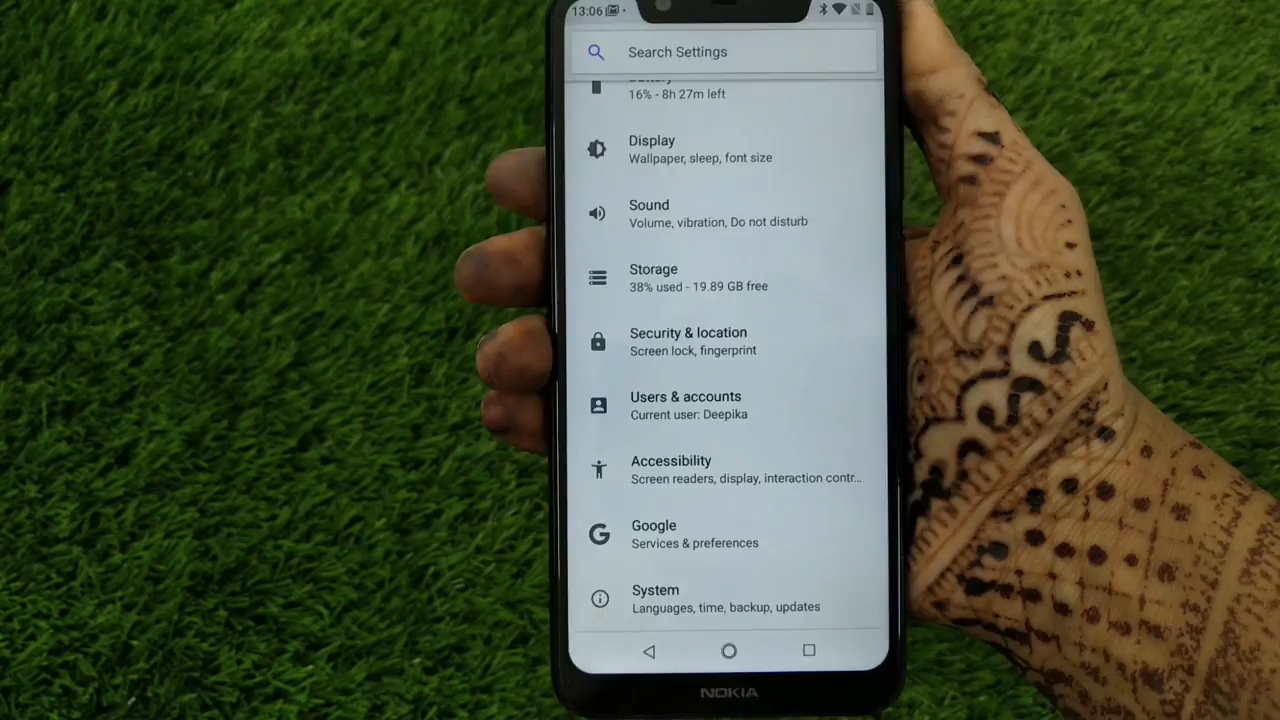 13:06
Search Settings
Battery
16% - 8h 27m left
Display
Wallpaper, sleep, font size
Sound
Volume, vibration, Do not disturb
Storage
38% used - 19.89 GB free
Security & location
Screen lock, fingerprint
Users & accounts
Current user: Deepika
Accessibility
Screen readers, display, interaction contr...
Google
Services & preferences
System
Languages, time, backup, updates
NOKIA